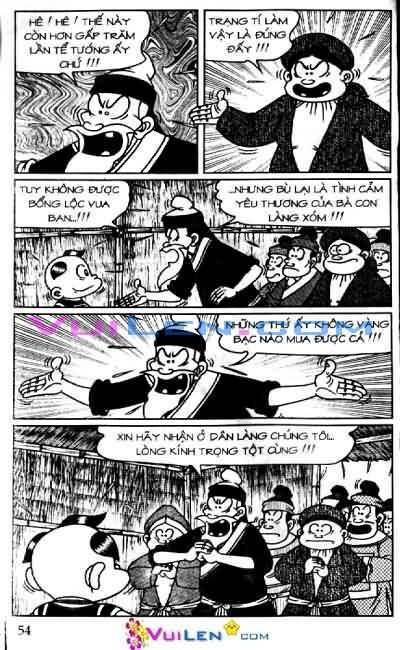 HÊ! HÊ! THẾ NÀY
CÒN HƠN GẤP TRĂM
LẦN TỂ TƯỚNG ẤY
CHỨ !!!
TRẠNG TÍ LÀM
VẬY LÀ ĐÚNG
ĐẤY !!!
TUY KHÔNG ĐƯỢC
BỔNG LỘC VUA
BAN...!!!
...NHƯNG BÙ LẠI LÀ TÌNH CẢM
YÊU THƯƠNG CỦA BÀ CON
LÀNG XÓM!!!
VUILEN.COM
NHỮNG THỨ ẤY KHÔNG VÀNG
BẠC NÀO MUA ĐƯỢC CẢ !!!
XIN HÃY NHẬN Ở DÂN LÀNG CHÚNG TÔI...
LÒNG KÍNH TRỌNG TỘT CÙNG !!!
54
VUILEN.COM